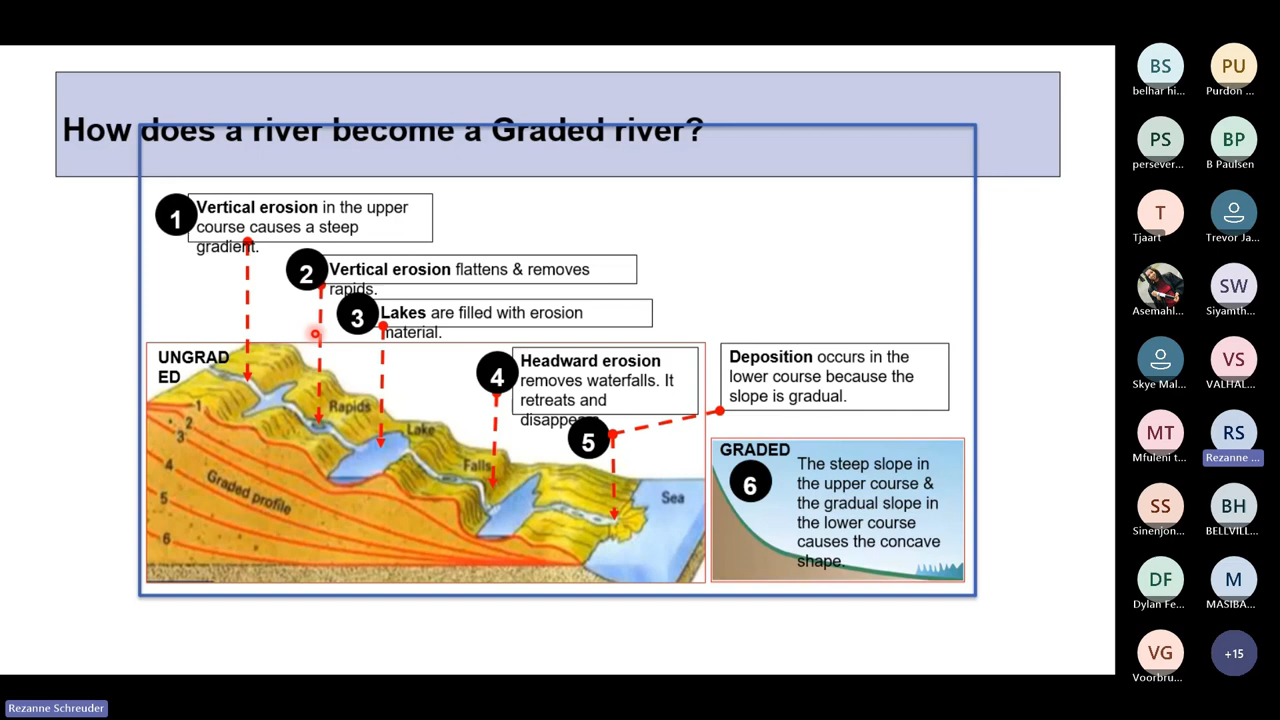 How does a river become a Graded river?
1
Vertical erosion in the upper
course causes a steep
gradient.
2
Vertical erosion flattens & removes
rapids.
3
Lakes are filled with erosion
material.
UNGRAD
ED
4
Headward erosion
removes waterfalls. It
retreats and
disappears.
5
Deposition occurs in the
lower course because the
slope is gradual.
Rapids
Lake
Falls
Sea
1
2
3
4
5
6
Graded profile
GRADED
6
The steep slope in
the upper course &
the gradual slope in
the lower course
causes the concave
shape.
BS
belhar hi...
PU
Purdon ...
PS
persever...
BP
B Paulsen
T
Tjaart
Trevor Ja...
Asemahl...
SW
Siyamth...
Skye Mal...
VS
VALHAL...
MT
Mfuleni t...
RS
Rezanne ...
SS
Sinenjon...
BH
BELLVILL...
DF
Dylan Fe...
M
MASIBA...
VG
Voorbru...
+15
Rezanne Schreuder